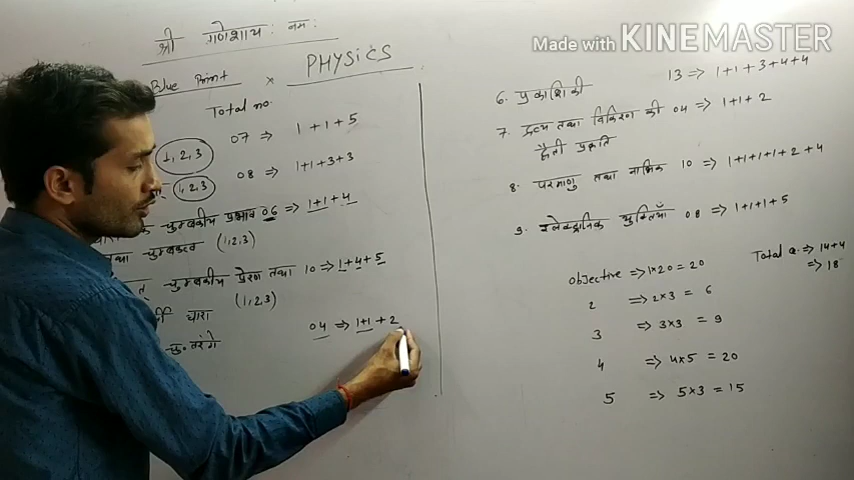 श्री गणेशाय: नम:
Made with KINEMASTER
Blue Print × PHYSICS
Total no.
1,2,3 07 ⇒ 1+1+5
1,2,3 08 ⇒ 1+1+3+3
चुम्बकीय प्रभाव 06 ⇒ 1+1+4
तथा चुम्बकत्व (1,2,3)
चुम्बकीय प्रेरण तथा 10 ⇒ 1+4+5
धारा (1,2,3)
चु. तरंगे 04 ⇒ 1+1+2
6. प्रकाशिकी 13 ⇒ 1+1+3+4+4
7. द्रव्य तथा विकिरण की 04 ⇒ 1+1+2
द्वैती प्रकृति
8. परमाणु तथा नाभिक 10 ⇒ 1+1+1+1+2+4
9. इलेक्ट्रॉनिक युक्तियाँ 08 ⇒ 1+1+1+5
Objective ⇒ 1×20 = 20
2 ⇒ 2×3 = 6
3 ⇒ 3×3 = 9
4 ⇒ 4×5 = 20
5 ⇒ 5×3 = 15
Total Q. ⇒ 14+4
⇒ 18